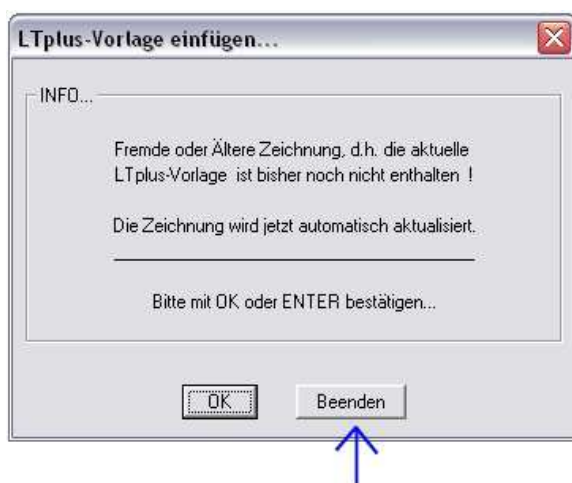 LTplus-Vorlage einfügen...
INFO...
Fremde oder Ältere Zeichnung, d.h. die aktuelle
LTplus-Vorlage ist bisher noch nicht enthalten !
Die Zeichnung wird jetzt automatisch aktualisiert.
Bitte mit OK oder ENTER bestätigen...
OK
Beenden